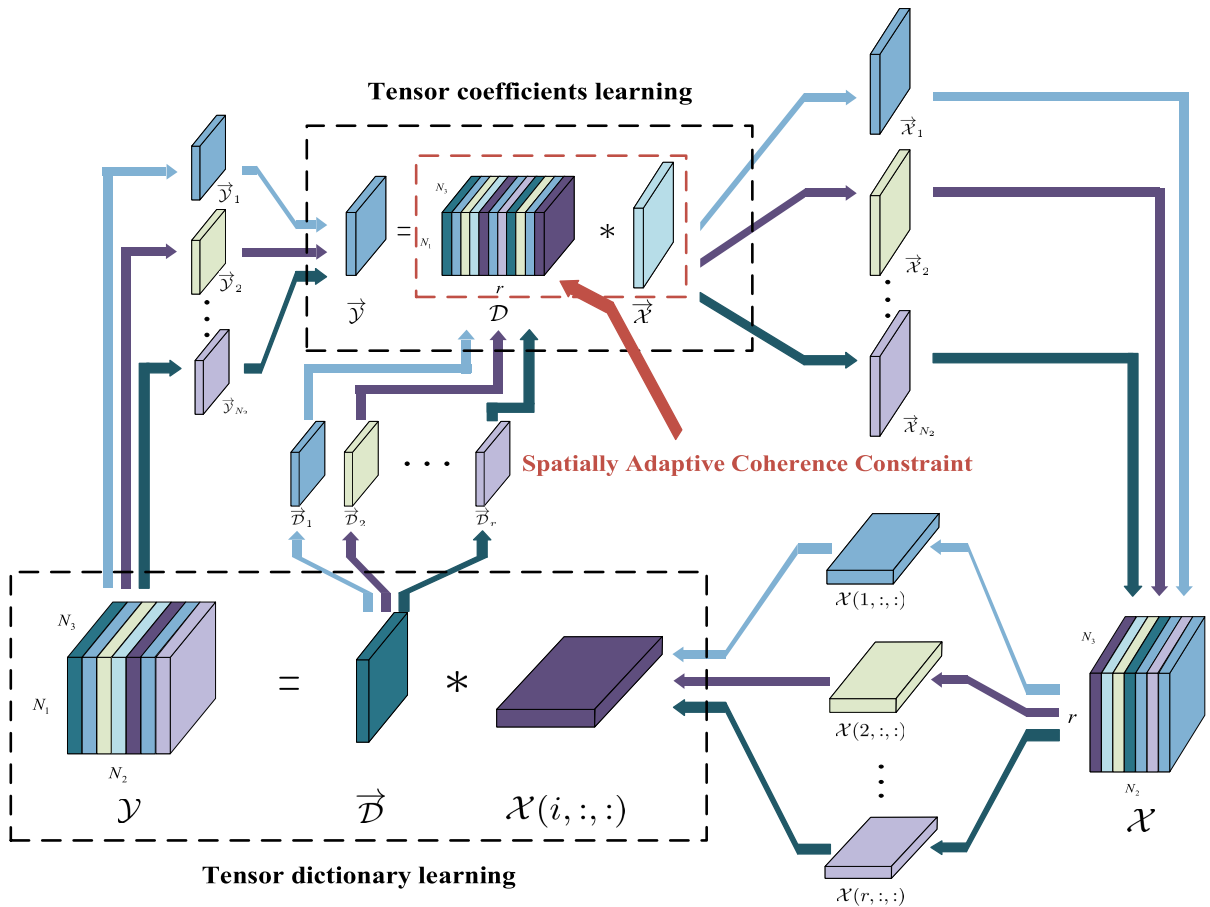 Tensor coefficients learning
𝒴⃗₁
𝒴⃗₂
𝒴⃗_{N₂}
N₃
N₁
r
𝒴⃗
=
𝒟
*
𝒳⃗
𝒳⃗₁
𝒳⃗₂
𝒳⃗_{N₂}
Spatially Adaptive Coherence Constraint
𝒟⃗₁
𝒟⃗₂
𝒟⃗ᵣ
N₃
N₁
N₂
𝒴
=
𝒟⃗
*
𝒳(i,:,:)
𝒳(1,:,:)
𝒳(2,:,:)
𝒳(r,:,:)
N₃
r
N₂
𝒳
Tensor dictionary learning